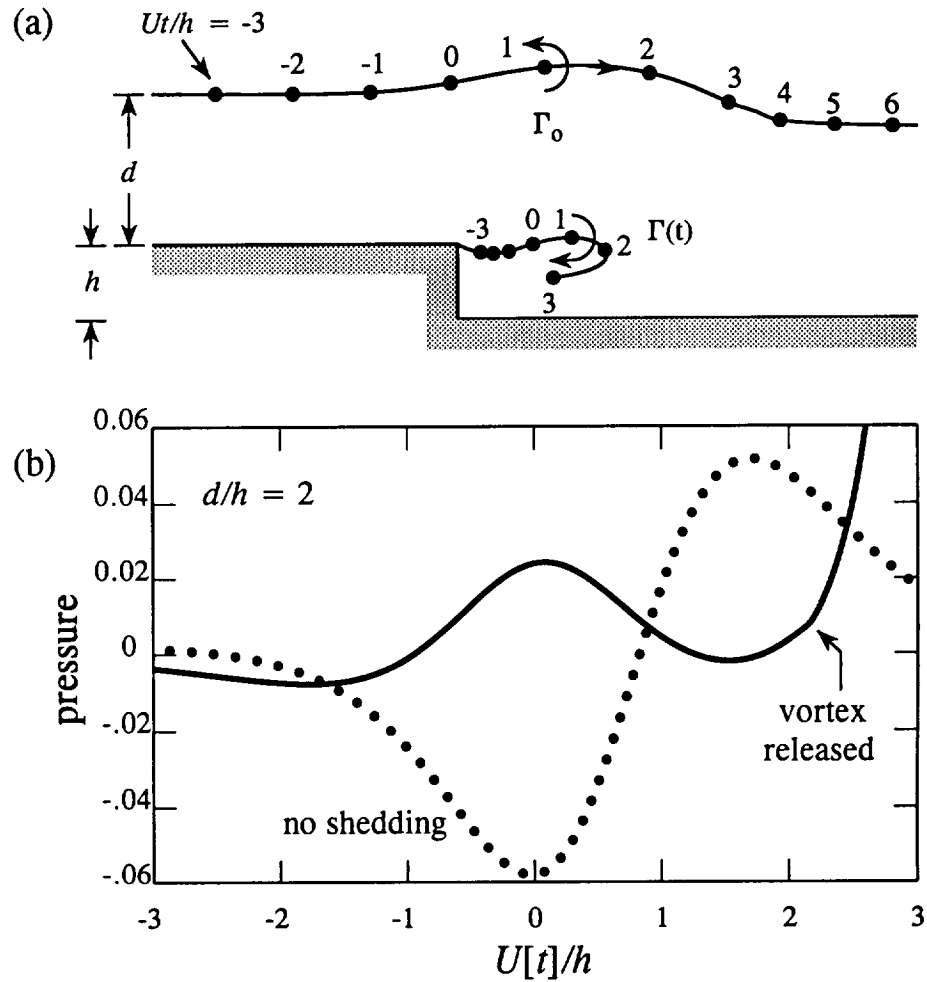 (a)
Ut/h = -3
-2
-1
0
1
2
3
4
5
6
Γo
d
h
-3
0
1
2
3
Γ(t)
(b)
0.06
0.04
0.02
0
-.02
-.04
-.06
pressure
d/h = 2
no shedding
vortex
released
-3
-2
-1
0
1
2
3
U[t]/h